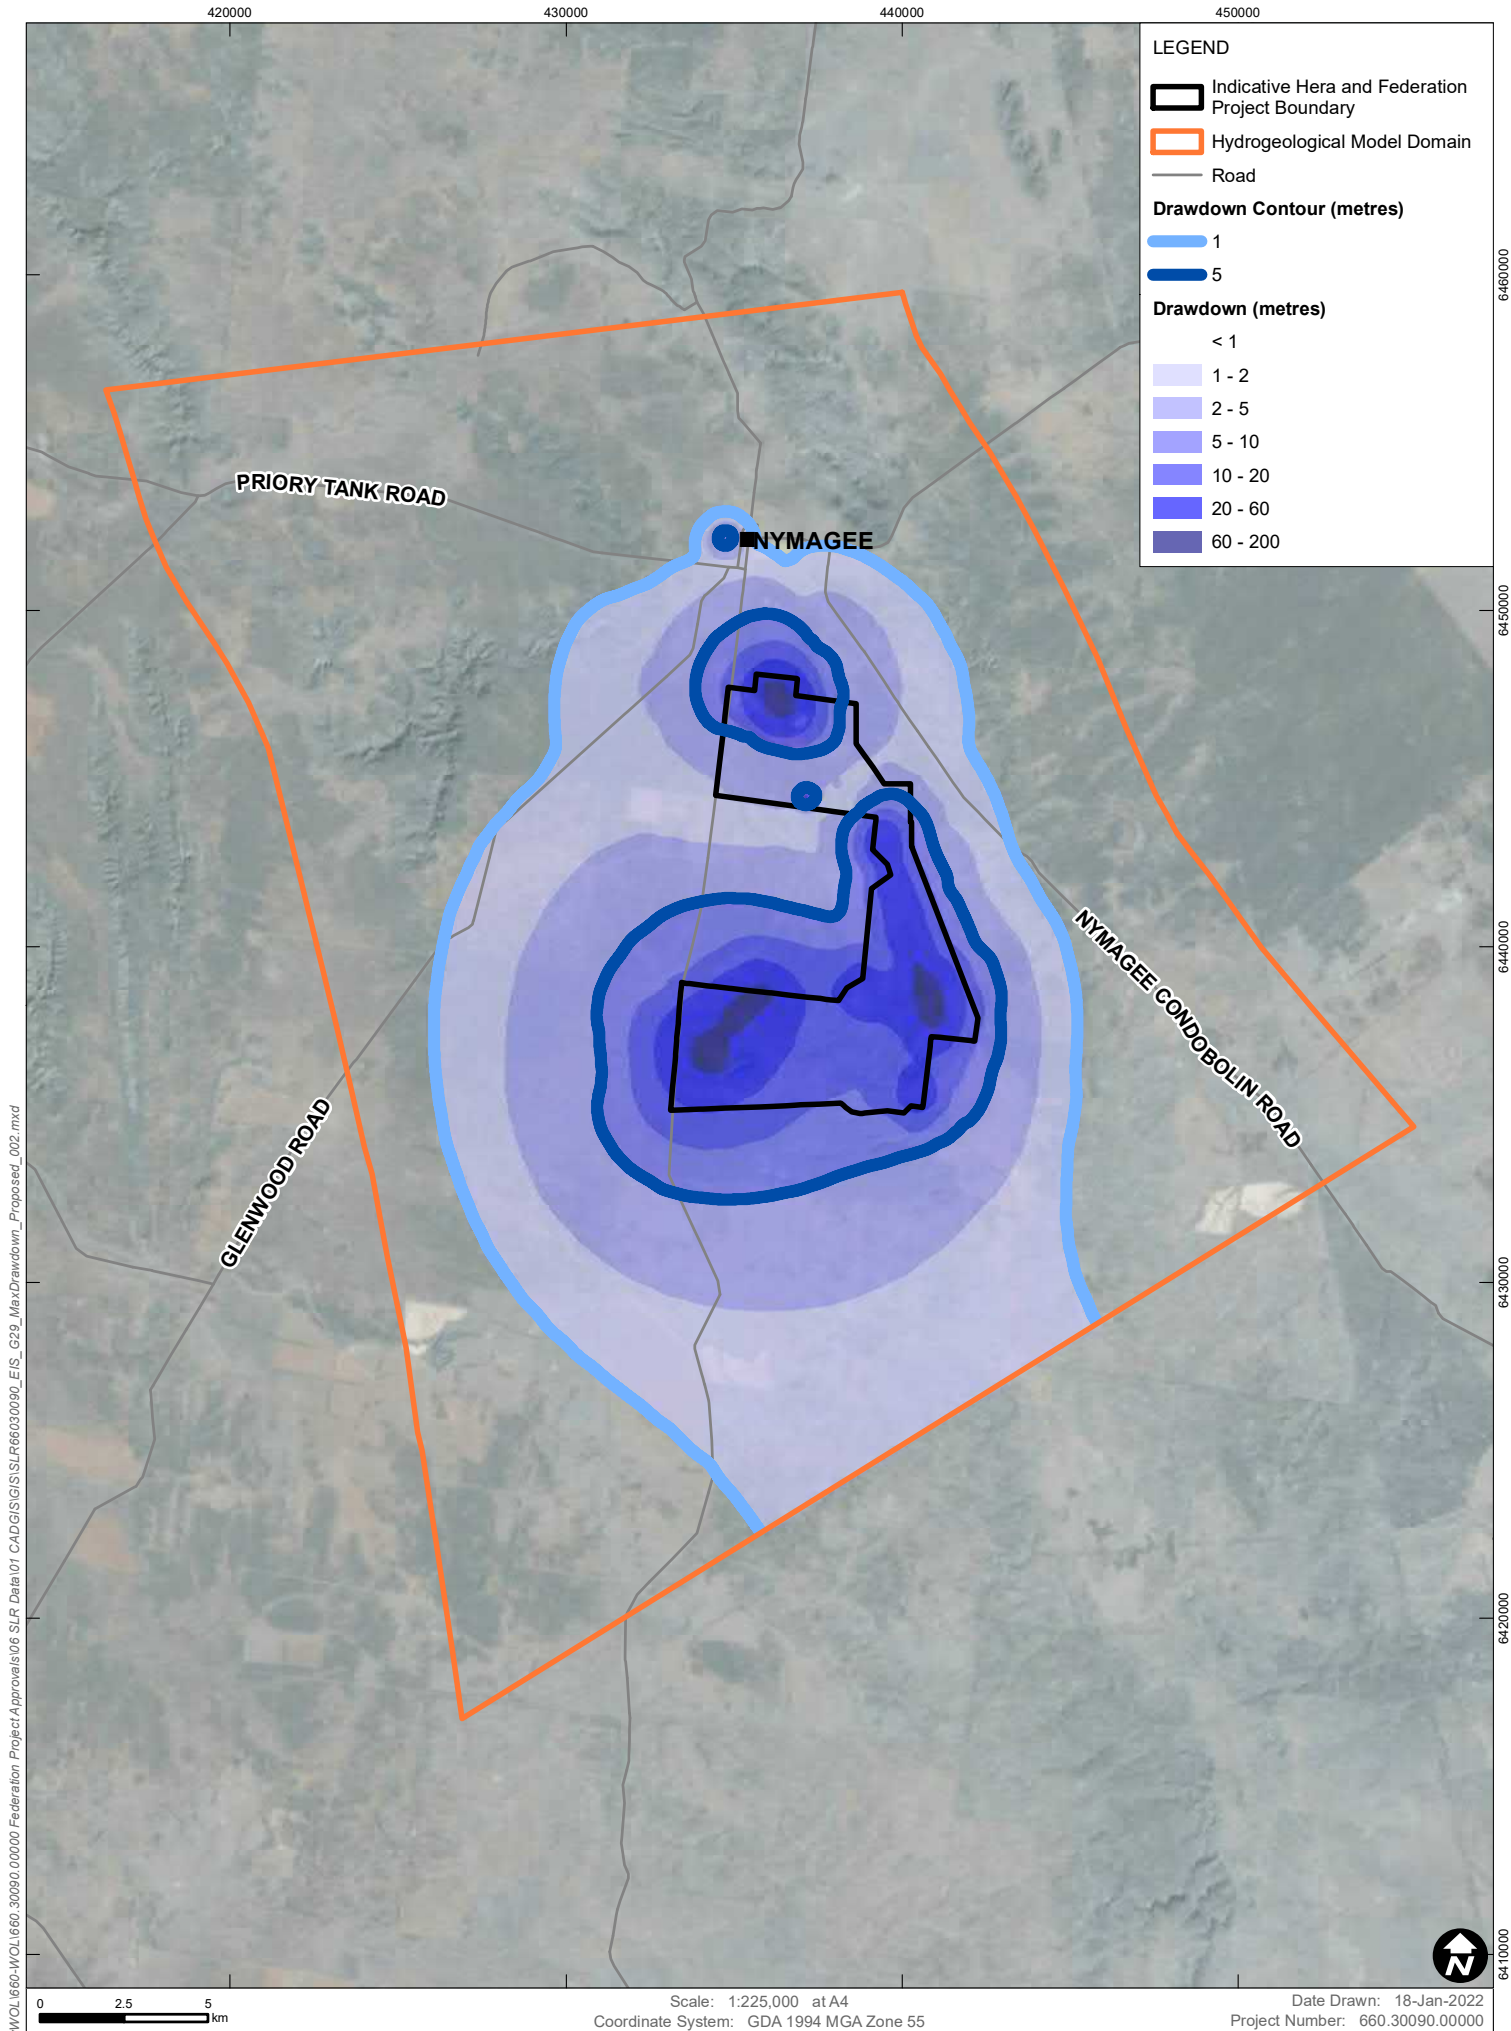 420000
430000
440000
450000
LEGEND
Indicative Hera and Federation
Project Boundary
Hydrogeological Model Domain
Road
Drawdown Contour (metres)
1
5
Drawdown (metres)
< 1
1 - 2
2 - 5
5 - 10
10 - 20
20 - 60
60 - 200
6460000
6450000
6440000
6430000
6420000
6410000
PRIORY TANK ROAD
NYMAGEE
NYMAGEE CONDOBOLIN ROAD
GLENWOOD ROAD
WOL\660-WOL\660.30090.00000 Federation Project Approvals\06 SLR Data\01 CADGIS\GIS\SLR66030090_EIS_G29_MaxDrawdown_Proposed_002.mxd
N
0 2.5 5
km
Scale: 1:225,000 at A4
Coordinate System: GDA 1994 MGA Zone 55
Date Drawn: 18-Jan-2022
Project Number: 660.30090.00000